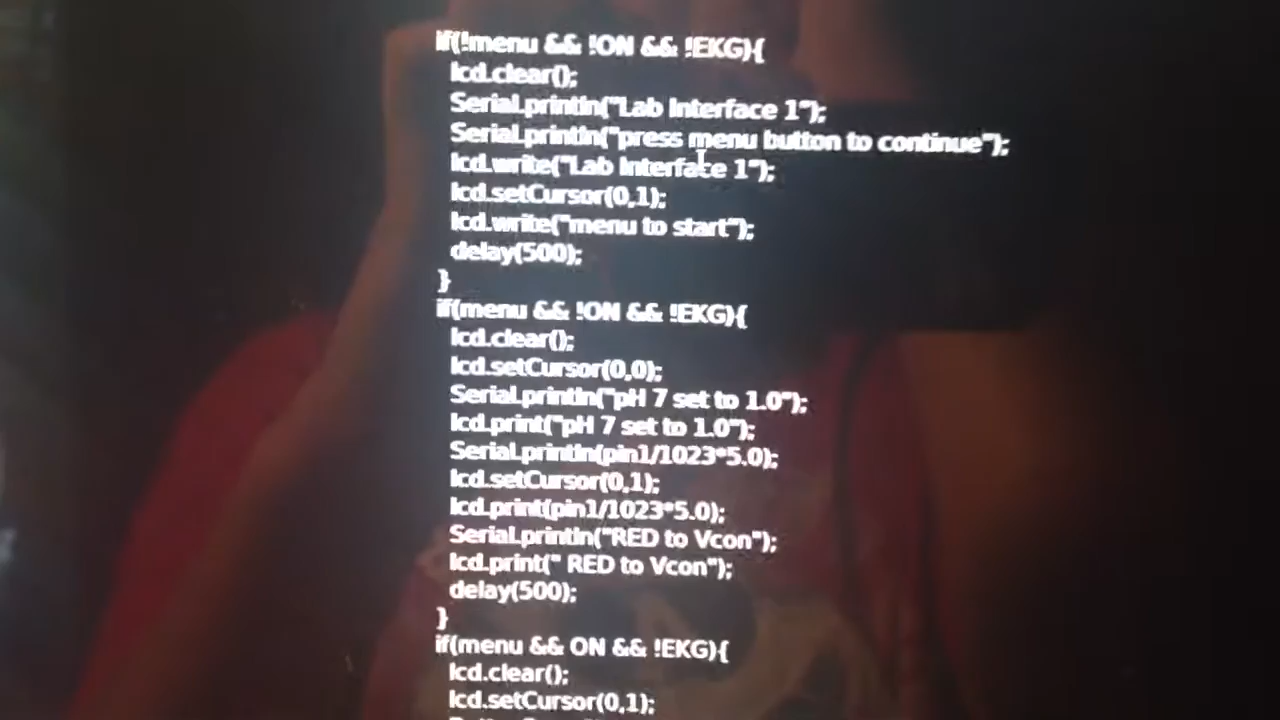 if(!menu && !ON && !EKG){
lcd.clear();
Serial.println("Lab Interface 1");
Serial.println("press menu button to continue");
lcd.write("Lab Interface 1");
lcd.setCursor(0,1);
lcd.write("menu to start");
delay(500);
}
if(menu && !ON && !EKG){
lcd.clear();
lcd.setCursor(0,0);
Serial.println("pH 7 set to 1.0");
lcd.print("pH 7 set to 1.0");
Serial.println(pin1/1023*5.0);
lcd.setCursor(0,1);
lcd.print(pin1/1023*5.0);
Serial.println("RED to Vcon");
lcd.print(" RED to Vcon");
delay(500);
}
if(menu && ON && !EKG){
lcd.clear();
lcd.setCursor(0,1);